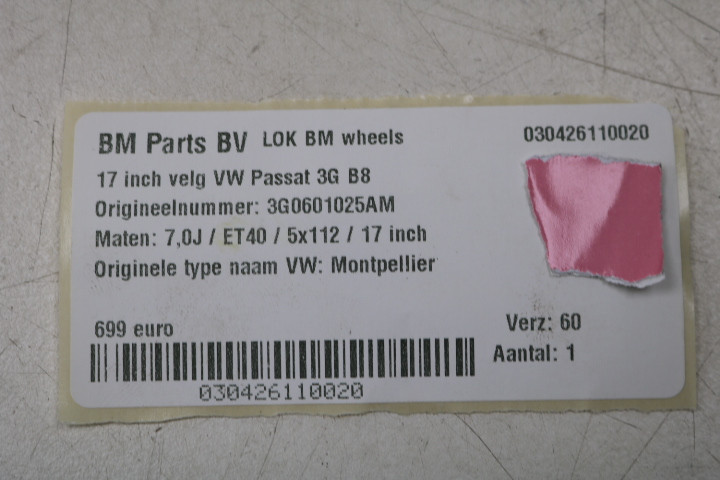 BM Parts BV LOK BM wheels 030426110020
17 inch velg VW Passat 3G B8
Origineelnummer: 3G0601025AM
Maten: 7,0J / ET40 / 5x112 / 17 inch
Originele type naam VW: Montpellier
699 euro
Verz: 60
Aantal: 1
030426110020